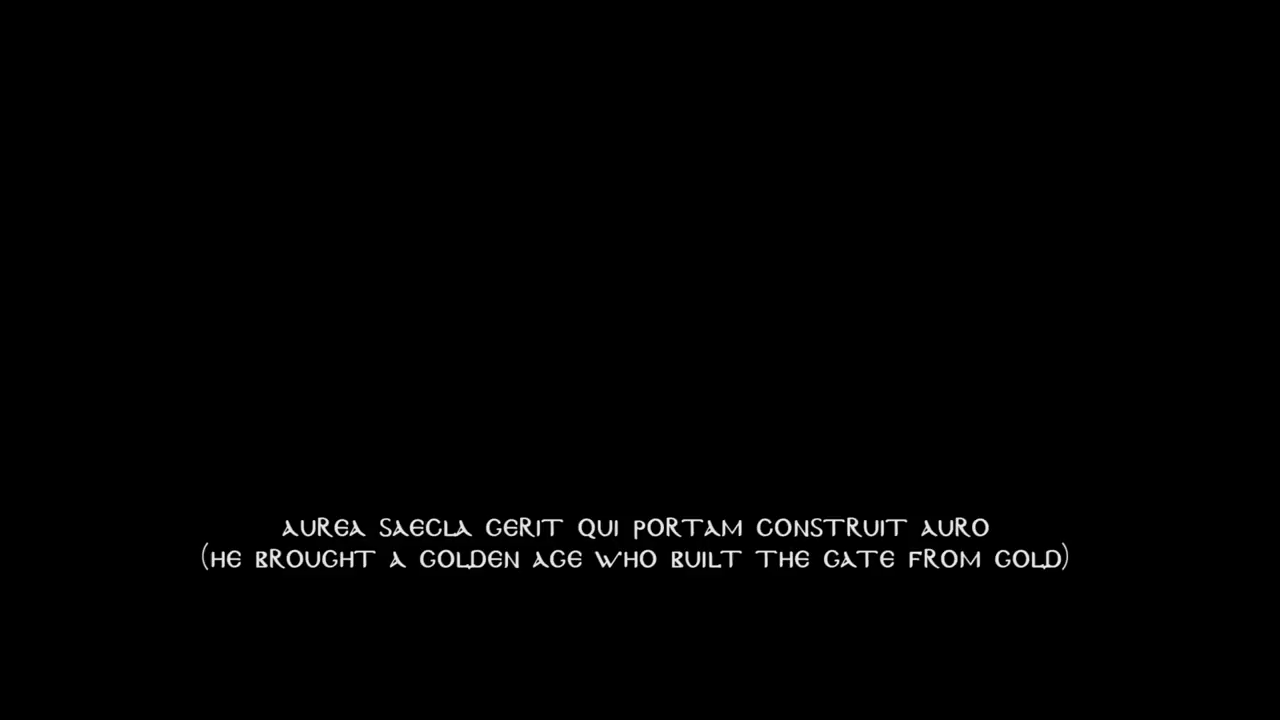 AUREA SAECLA GERIT QUI PORTAM CONSTRUIT AURO
(HE BROUGHT A GOLDEN AGE WHO BUILT THE GATE FROM GOLD)